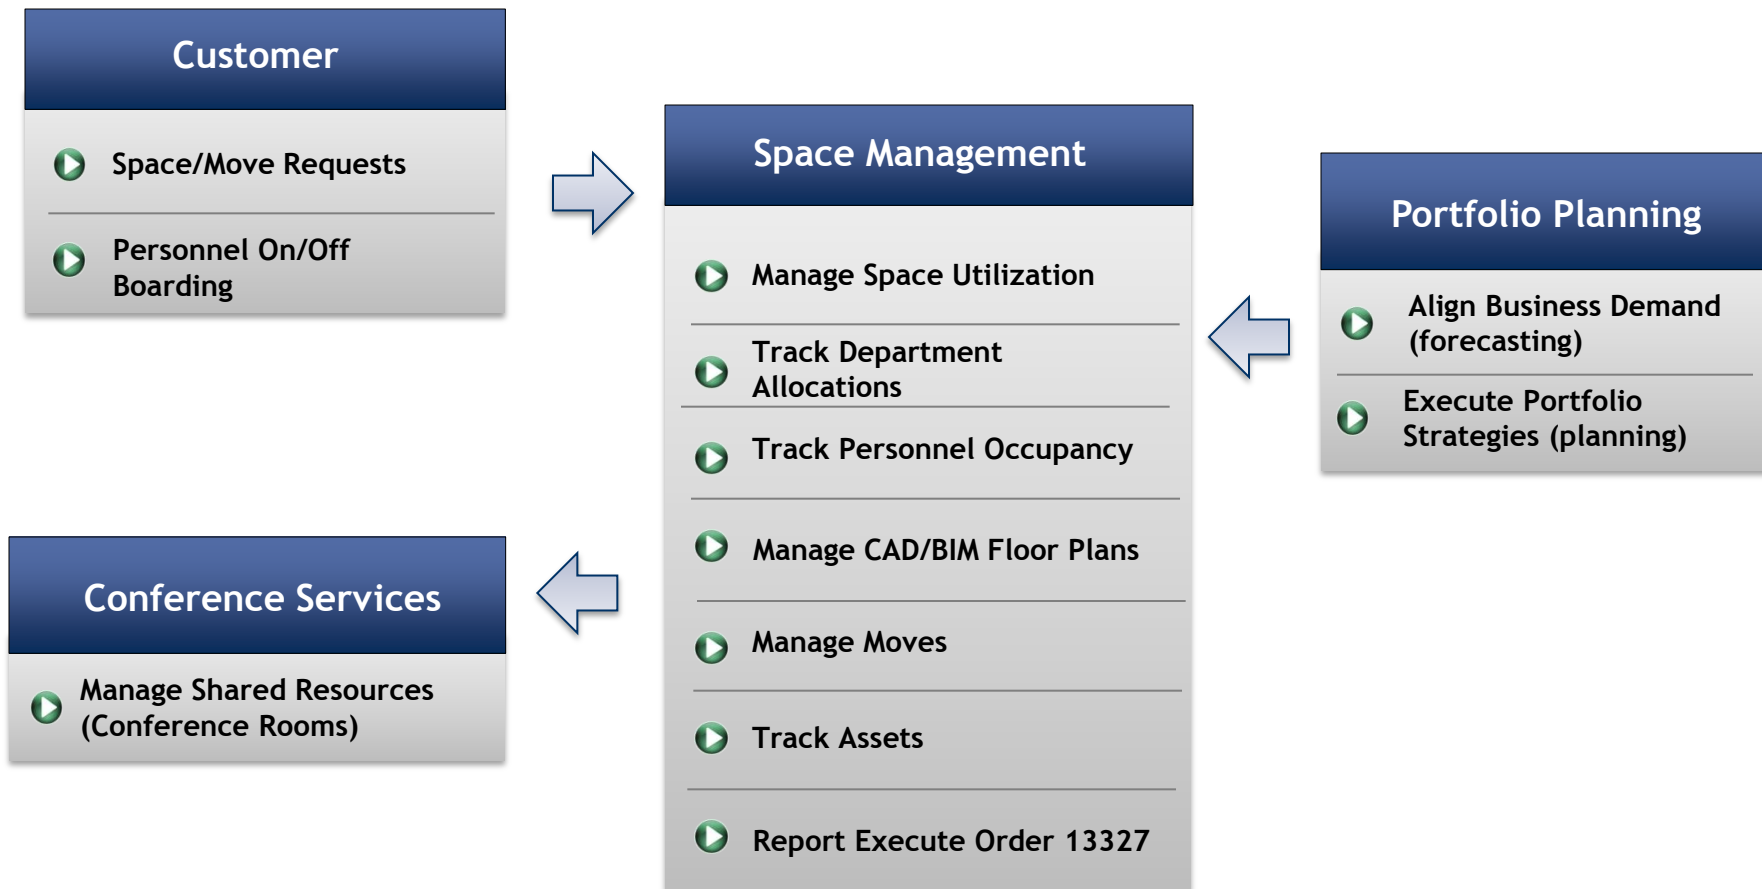 Customer
Space/Move Requests
Personnel On/Off
Boarding
Space Management
Manage Space Utilization
Track Department
Allocations
Track Personnel Occupancy
Manage CAD/BIM Floor Plans
Manage Moves
Track Assets
Report Execute Order 13327
Portfolio Planning
Align Business Demand
(forecasting)
Execute Portfolio
Strategies (planning)
Conference Services
Manage Shared Resources
(Conference Rooms)